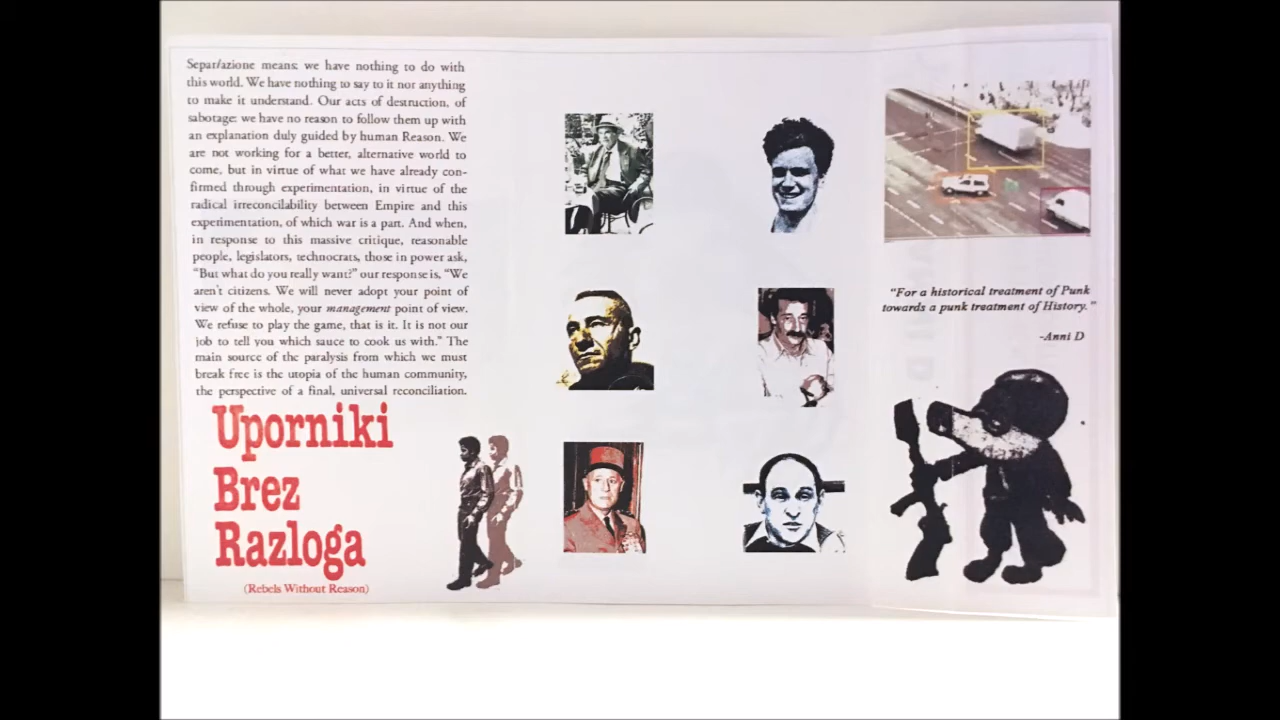 Separ/azione means: we have nothing to do with
this world. We have nothing to say to it nor anything
to make it understand. Our acts of destruction, of
sabotage: we have no reason to follow them up with
an explanation duly guided by human Reason. We
are not working for a better, alternative world to
come, but in virtue of what we have already con-
firmed through experimentation, in virtue of the
radical irreconcilability between Empire and this
experimentation, of which war is a part. And when,
in response to this massive critique, reasonable
people, legislators, technocrats, those in power ask,
“But what do you really want?” our response is, “We
aren't citizens. We will never adopt your point of
view of the whole, your management point of view.
We refuse to play the game, that is it. It is not our
job to tell you which sauce to cook us with.” The
main source of the paralysis from which we must
break free is the utopia of the human community,
the perspective of a final, universal reconciliation.
Uporniki
Brez
Razloga
(Rebels Without Reason)
“For a historical treatment of Punk
towards a punk treatment of History.”
-Anni D